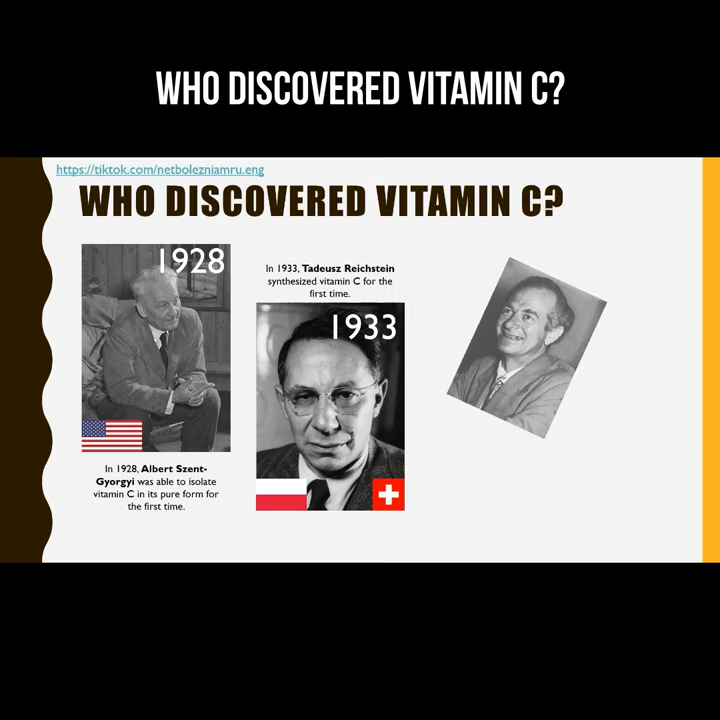 WHO DISCOVERED VITAMIN C?
https://tiktok.com/netbolezniamru.eng
WHO DISCOVERED VITAMIN C?
1928
In 1928, Albert Szent-
Gyorgyi was able to isolate
vitamin C in its pure form for
the first time.
In 1933, Tadeusz Reichstein
synthesized vitamin C for the
first time.
1933